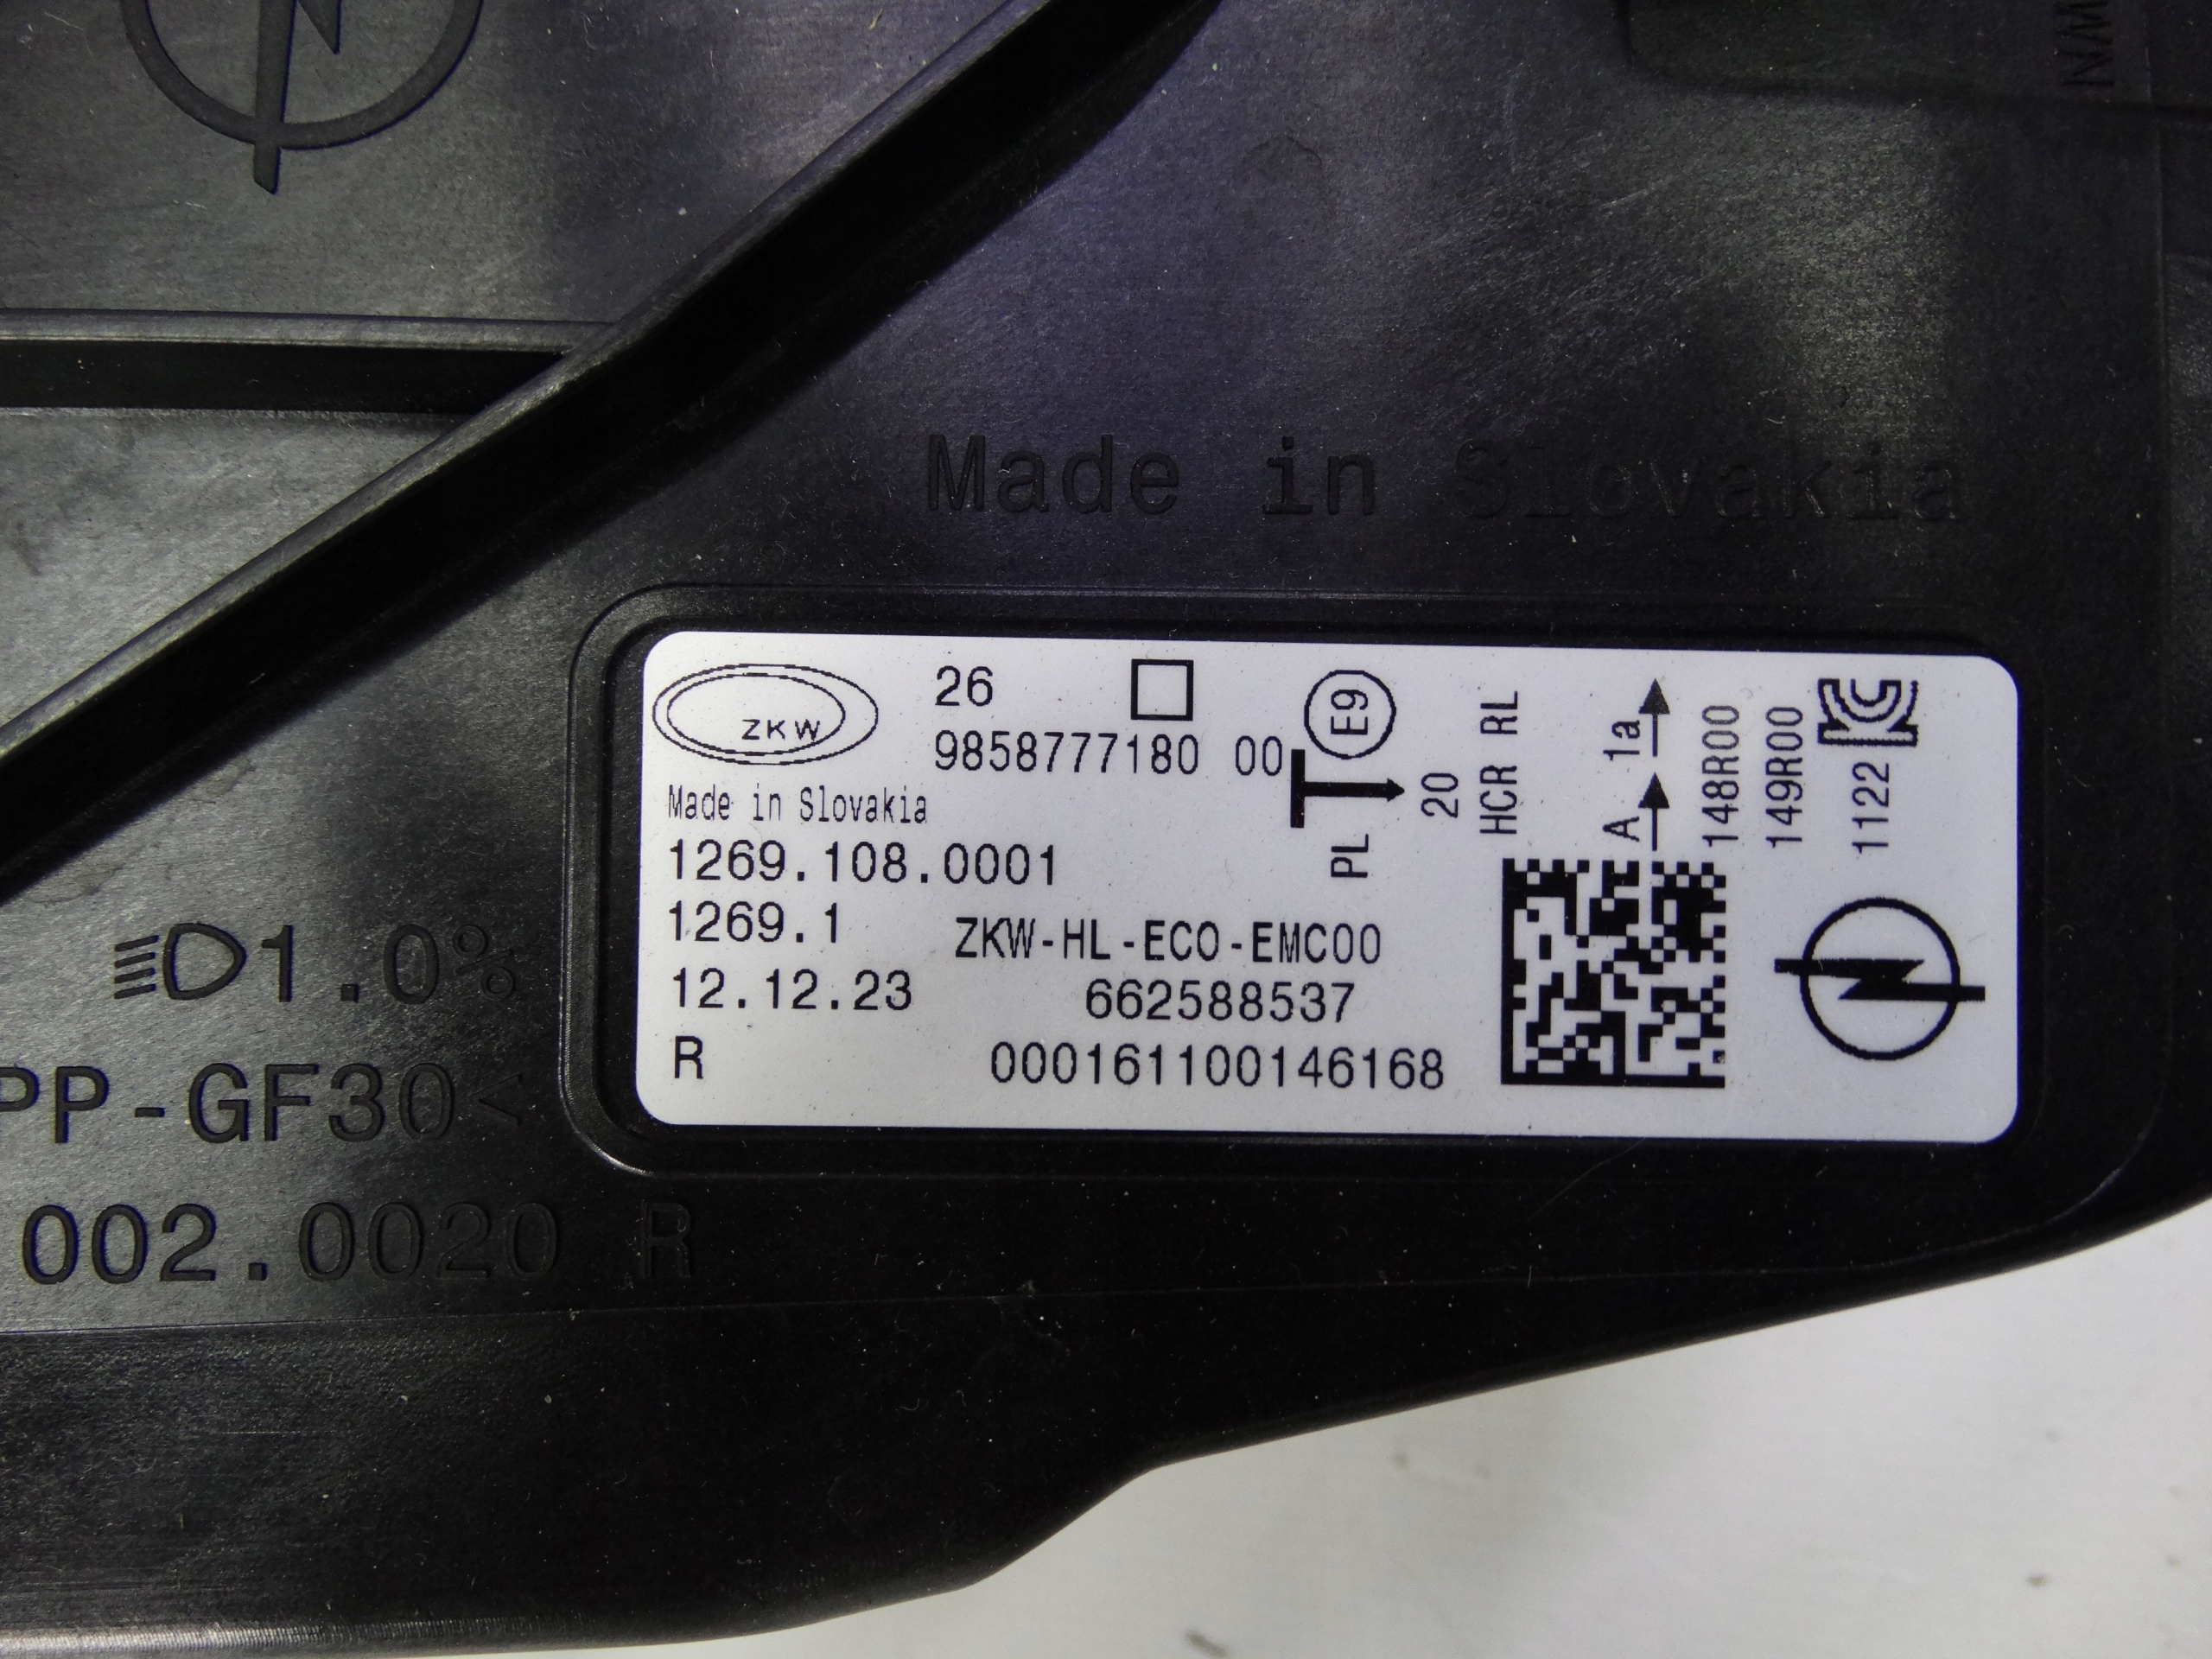 Made in Slovakia
ZKW
26
9858777180 00
Made in Slovakia
1269.108.0001
1269.1
12.12.23
R
ZKW-HL-ECO-EMC00
662588537
000161100146168
E9
PL
20
HCR RL
A 1a
148R00
149R00
1122
1.0%
PP-GF30<
002.0020 R